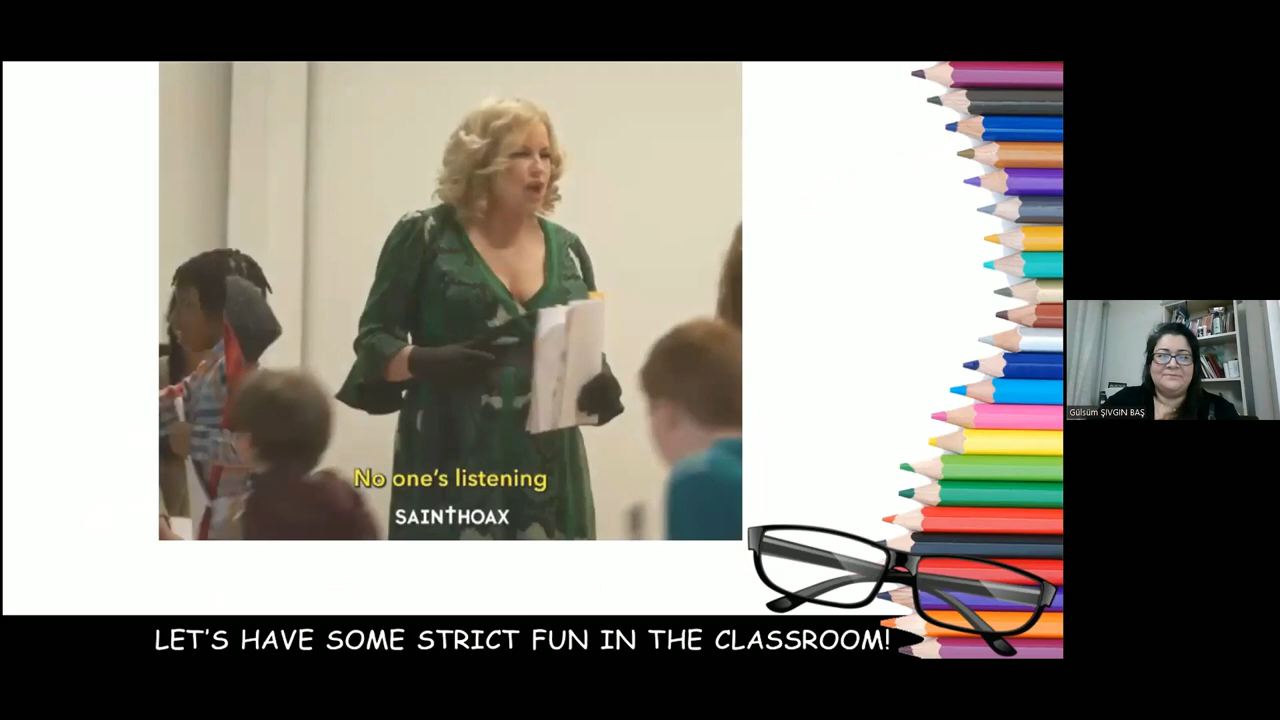 No one's listening
SAINTHOAX
Gülsüm ŞIVGIN BAŞ
LET'S HAVE SOME STRICT FUN IN THE CLASSROOM!